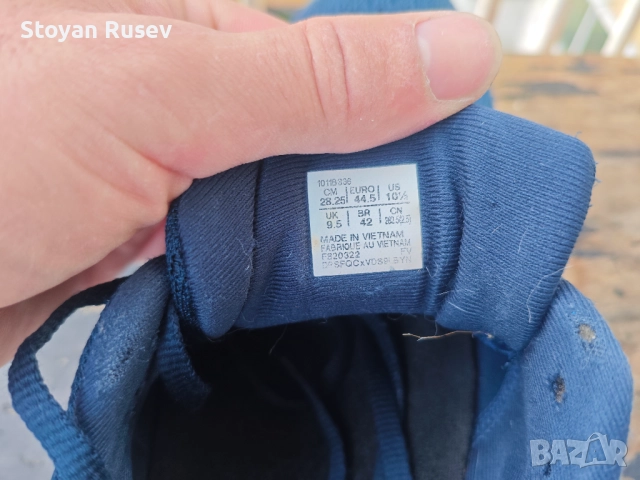 Stoyan Rusev
CM EURO US
28.25 44.5 10½
UK BR CN
9.5 42
MADE IN VIETNAM
FABRIQUE AU VIETNAM
bazar